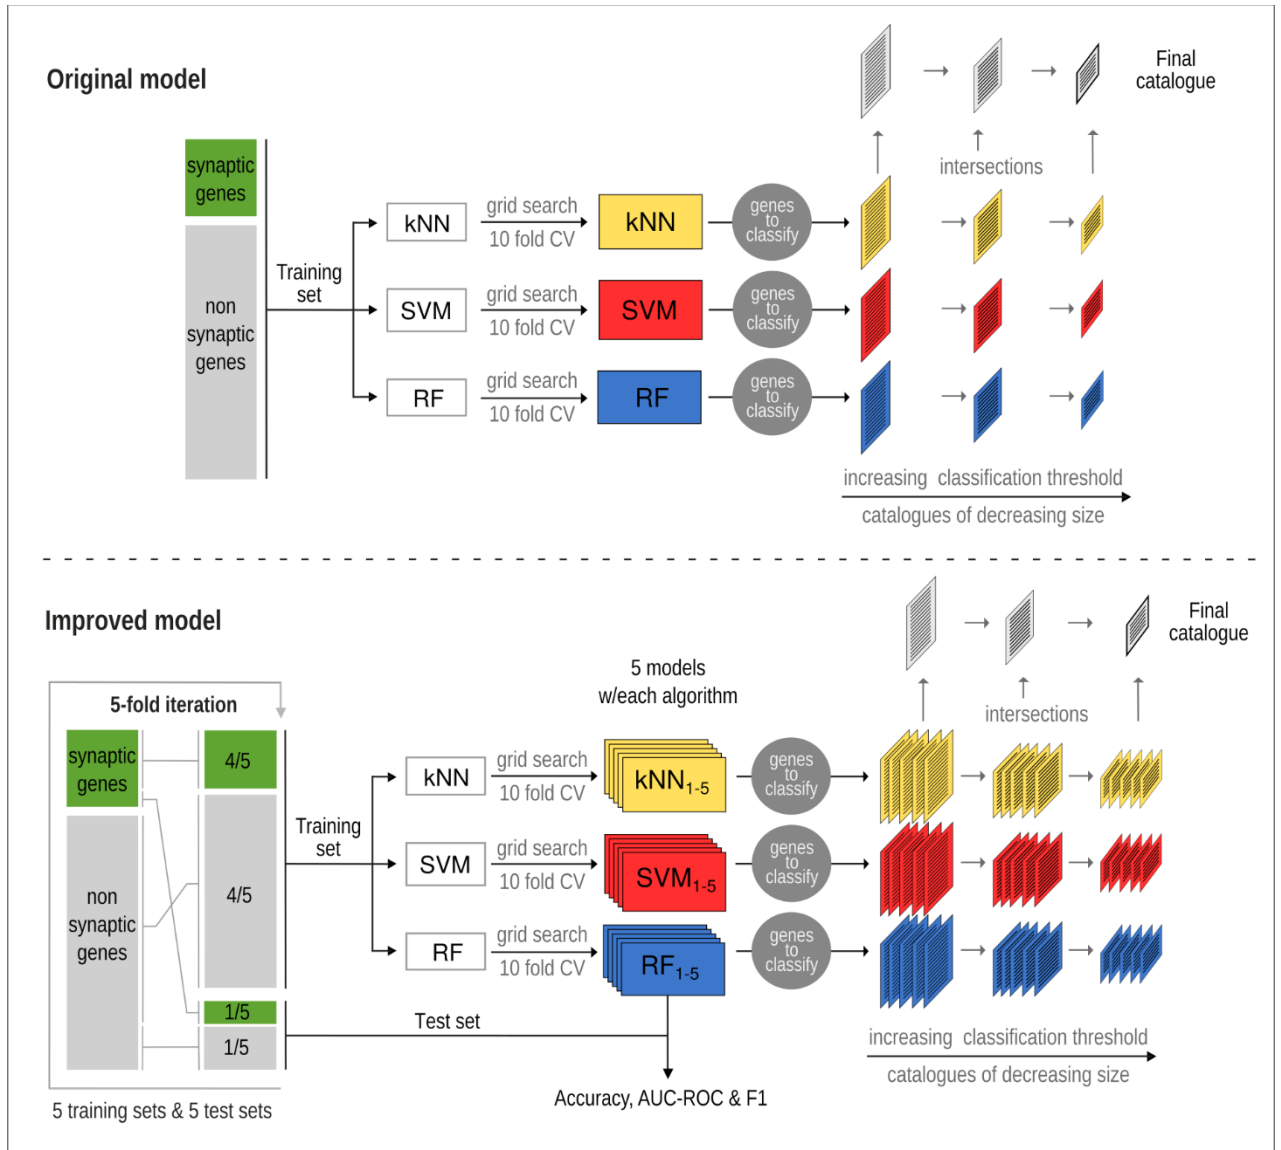 Original model
Final
catalogue
synaptic
genes
intersections
non
synaptic
genes
Training
set
kNN
grid search
10 fold CV
kNN
genes
to
classify
SVM
grid search
10 fold CV
SVM
genes
to
classify
RF
grid search
10 fold CV
RF
genes
to
classify
increasing classification threshold
catalogues of decreasing size
Improved model
Final
catalogue
5 models
w/each algorithm
5-fold iteration
intersections
synaptic
genes
4/5
non
synaptic
genes
4/5
1/5
1/5
Training
set
kNN
grid search
10 fold CV
kNN1-5
genes
to
classify
SVM
grid search
10 fold CV
SVM1-5
genes
to
classify
RF
grid search
10 fold CV
RF1-5
genes
to
classify
Test set
increasing classification threshold
catalogues of decreasing size
Accuracy, AUC-ROC & F1
5 training sets & 5 test sets